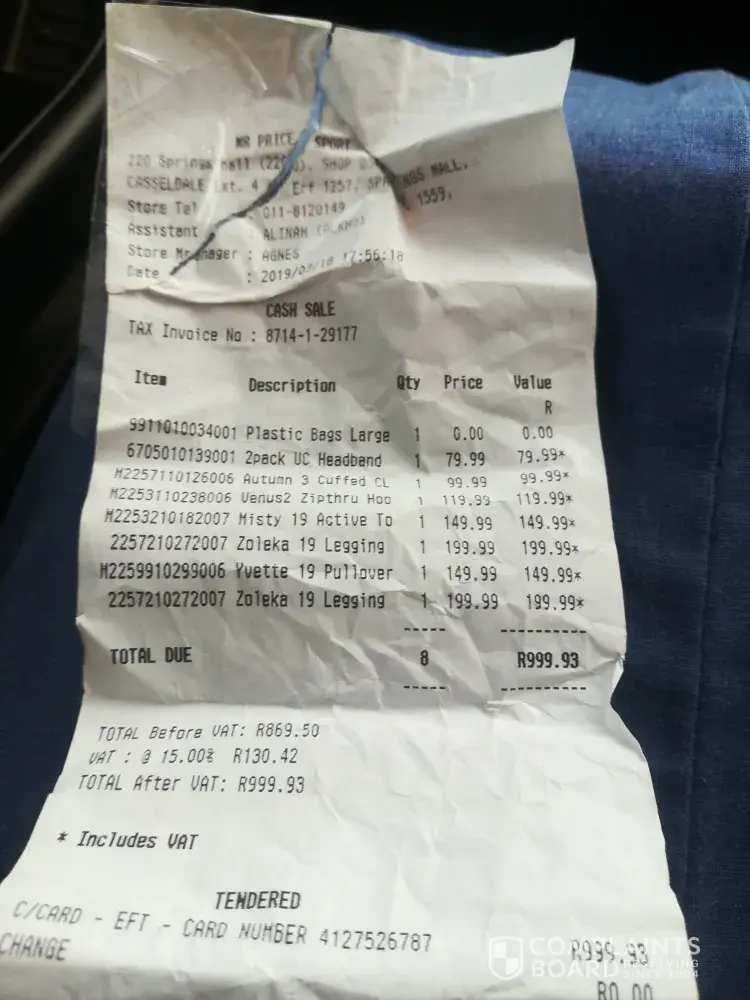 MR PRICE SPORT
220 Springs Mall SHOP
CASSELDALE Ext. 4 Erf 1257, MALL,
1559,
Store Tel : 011-8120149
Assistant : ALINAH
Store Manager : AGNES
Date : 2019/03/18 17:56:18
CASH SALE
TAX Invoice No : 8714-1-29177
Item Description Qty Price Value
R
9911010034001 Plastic Bags Large 1 0.00 0.00
6705010139001 2pack UC Headband 1 79.99 79.99*
M2257110126006 Autumn 3 Cuffed CL 1 99.99 99.99*
M2253110238006 Venus2 Zipthru Hoo 1 119.99 119.99*
M2253210182007 Misty 19 Active To 1 149.99 149.99*
2257210272007 Zoleka 19 Legging 1 199.99 199.99*
M2259910299006 Yvette 19 Pullover 1 149.99 149.99*
2257210272007 Zoleka 19 Legging 1 199.99 199.99*
TOTAL DUE 8 R999.93
TOTAL Before VAT: R869.50
VAT : @ 15.00% R130.42
TOTAL After VAT: R999.93
* Includes VAT
TENDERED
C/CARD - EFT - CARD NUMBER 4127526787 R999.93
CHANGE R0.00
COMPLAINTS
BOARD RESOLVING SINCE 2004